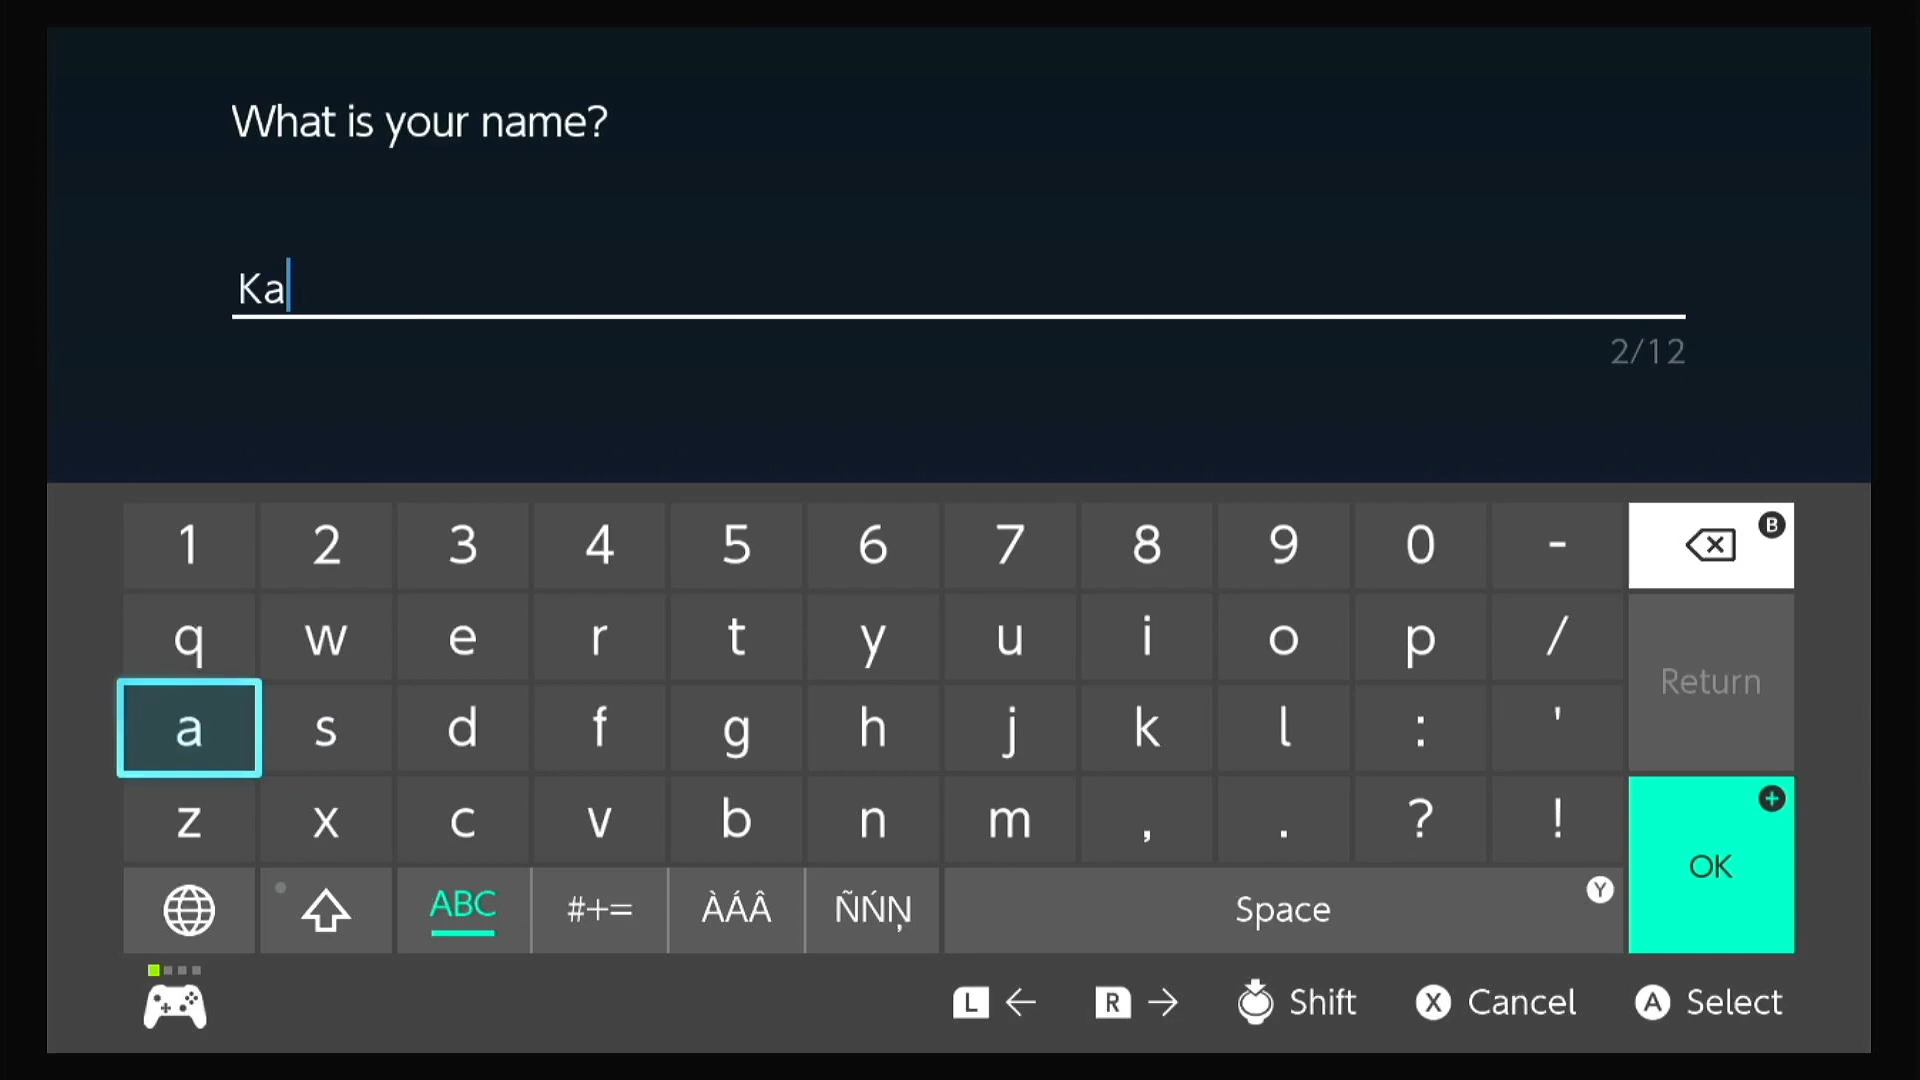 What is your name?
Ka
2/12
1 2 3 4 5 6 7 8 9 0 - B
q w e r t y u i o p / Return
a s d f g h j k l : '
z x c v b n m , . ? ! +
OK
ABC #+= ÀÁÂ ÑŃŅ Space Y
L ← R → Shift X Cancel A Select